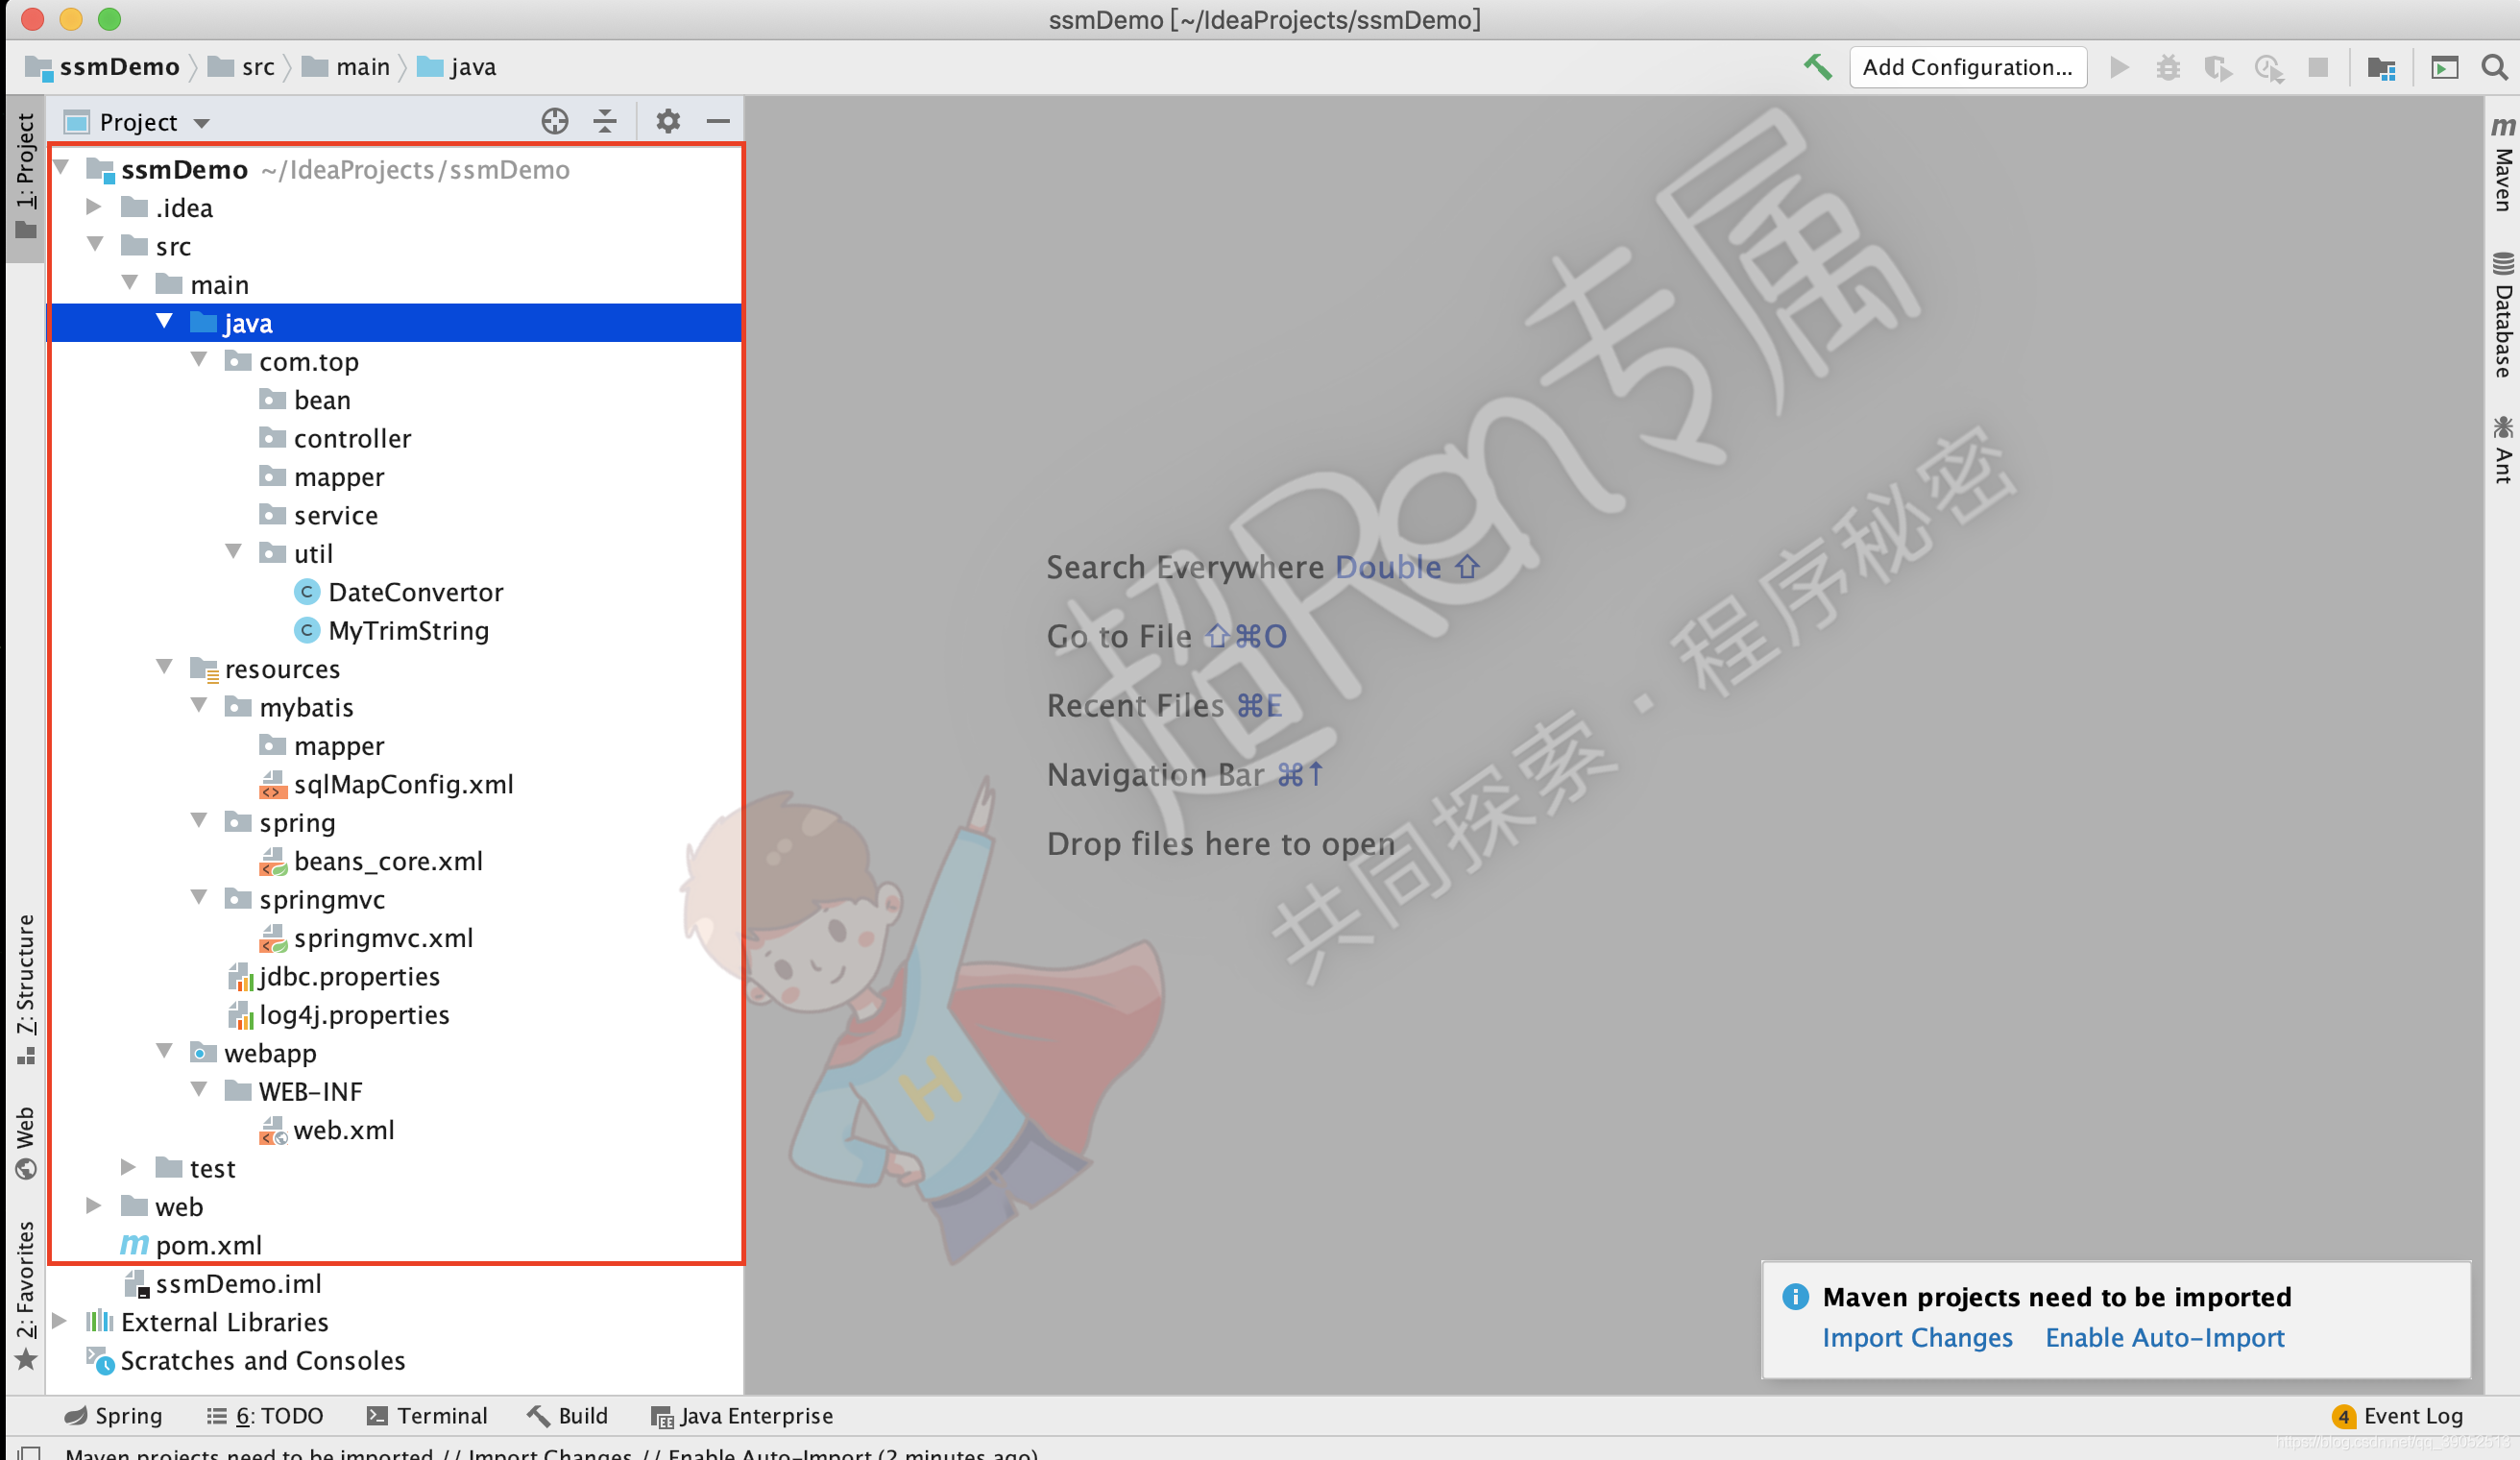 ssmDemo [~/IdeaProjects/ssmDemo]
ssmDemo src main java
Add Configuration...
1: Project
Project
ssmDemo ~/IdeaProjects/ssmDemo
.idea
src
main
java
com.top
bean
controller
mapper
service
util
DateConvertor
MyTrimString
resources
mybatis
mapper
sqlMapConfig.xml
spring
beans_core.xml
springmvc
springmvc.xml
jdbc.properties
log4j.properties
webapp
WEB-INF
web.xml
test
web
pom.xml
ssmDemo.iml
External Libraries
Scratches and Consoles
7: Structure
Web
2: Favorites
Search Everywhere Double ⇧
Go to File ⇧⌘O
Recent Files ⌘E
Navigation Bar ⌘↑
Drop files here to open
超Ran专属
共同探索·程序秘密
H
m Maven
Database
Ant
Maven projects need to be imported
Import Changes Enable Auto-Import
Spring 6: TODO Terminal Build Java Enterprise
4 Event Log
Maven projects need to be imported // Import Changes // Enable Auto-Import (2 minutes ago)